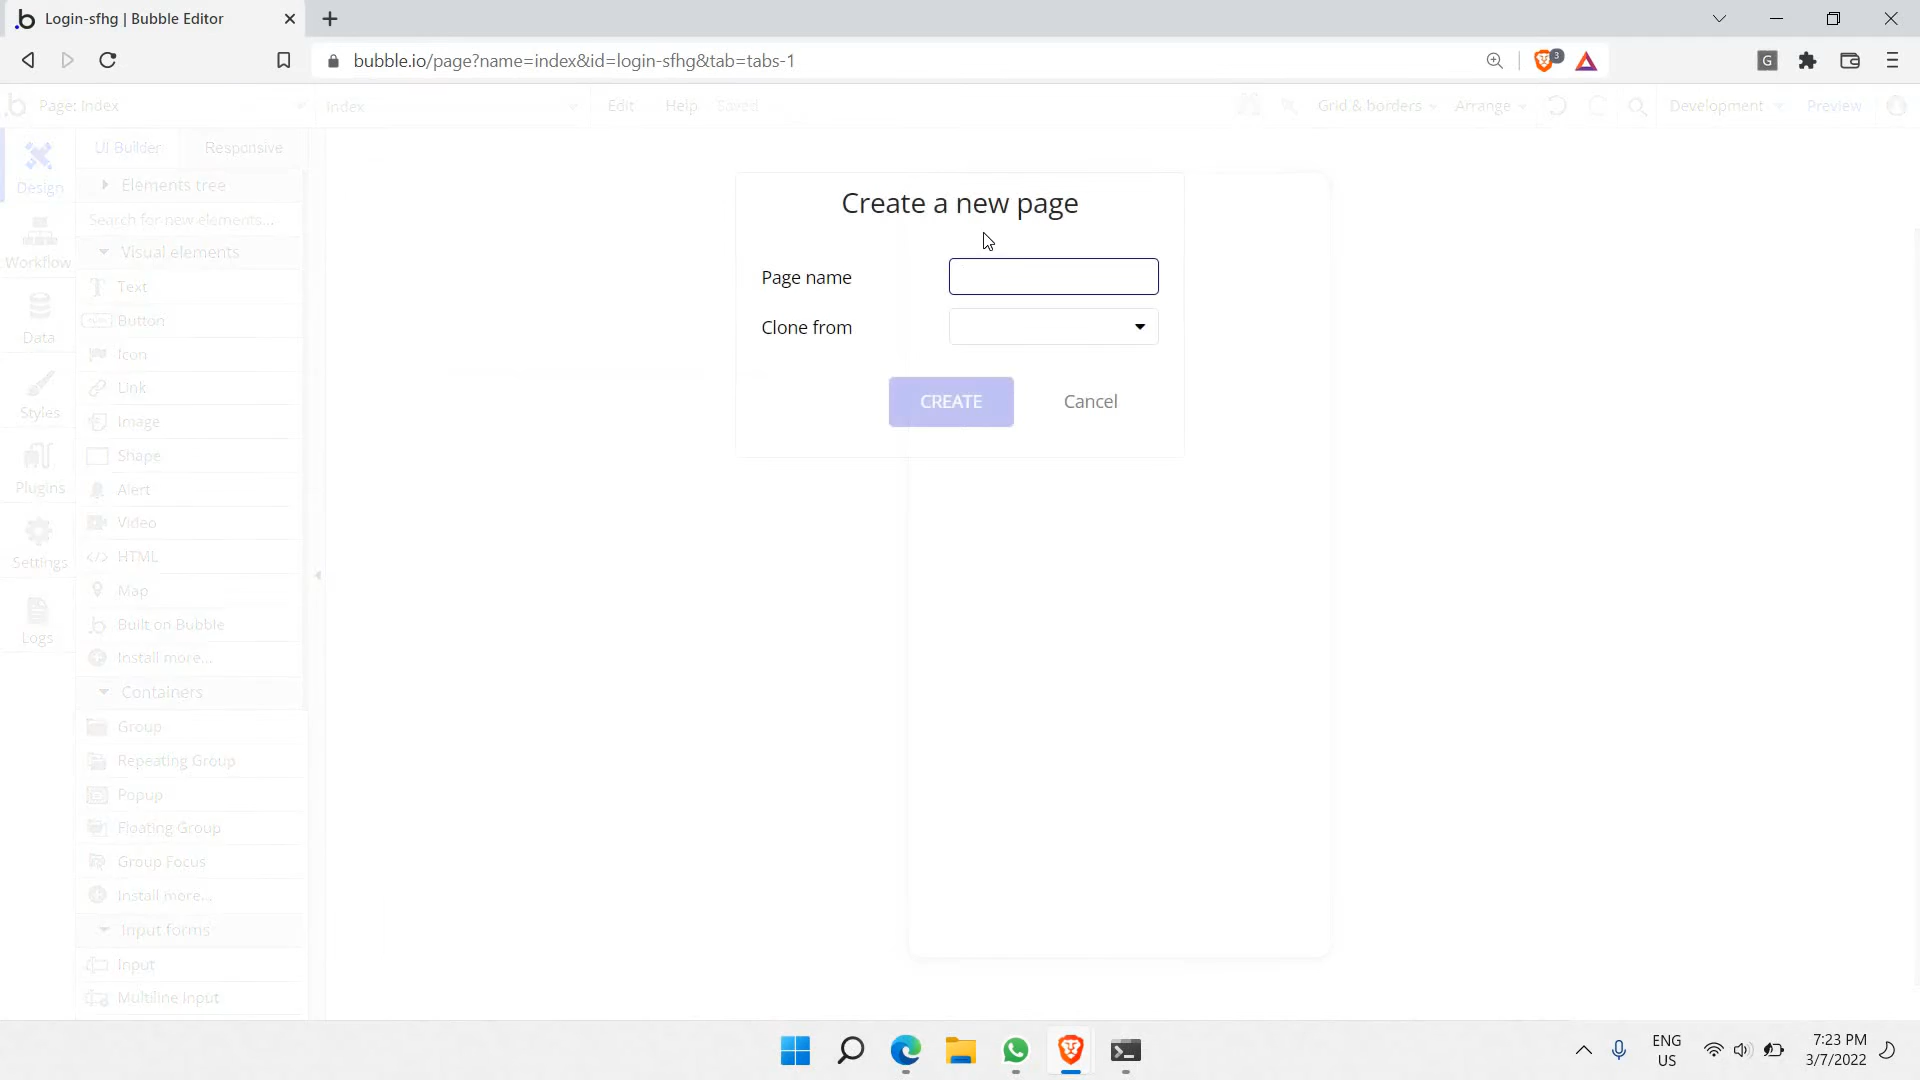 Login-sfhg | Bubble Editor
bubble.io/page?name=index&id=login-sfhg&tab=tabs-1
3
G
Page: Index
Index
Edit
Help
Saved
Grid & borders
Arrange
Development
Preview
UI Builder
Responsive
Design
Elements tree
Search for new elements...
Workflow
Visual elements
Text
Button
Data
Icon
Link
Styles
Image
Shape
Plugins
Alert
Video
Settings
HTML
Map
Logs
Built on Bubble
Install more...
Containers
Group
Repeating Group
Popup
Floating Group
Group Focus
Install more...
Input forms
Input
Multiline Input
Create a new page
Page name
Clone from
CREATE
Cancel
ENG
US
7:23 PM
3/7/2022